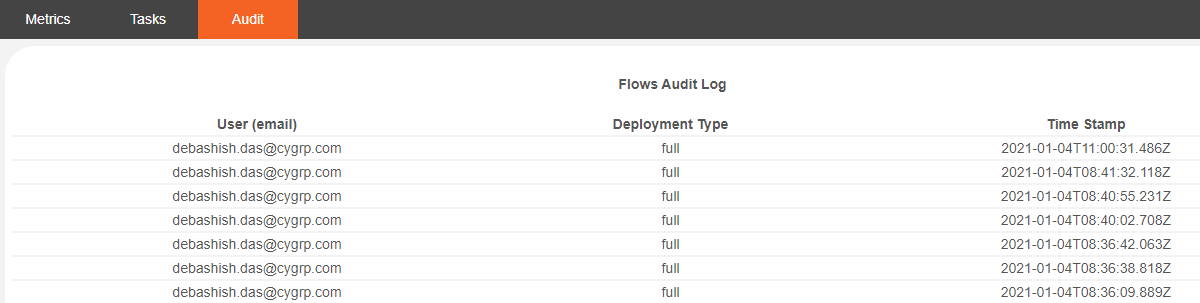 Metrics Tasks Audit
Flows Audit Log
User (email) Deployment Type Time Stamp
debashish.das@cygrp.com full 2021-01-04T11:00:31.486Z
debashish.das@cygrp.com full 2021-01-04T08:41:32.118Z
debashish.das@cygrp.com full 2021-01-04T08:40:55.231Z
debashish.das@cygrp.com full 2021-01-04T08:40:02.708Z
debashish.das@cygrp.com full 2021-01-04T08:36:42.063Z
debashish.das@cygrp.com full 2021-01-04T08:36:38.818Z
debashish.das@cygrp.com full 2021-01-04T08:36:09.889Z